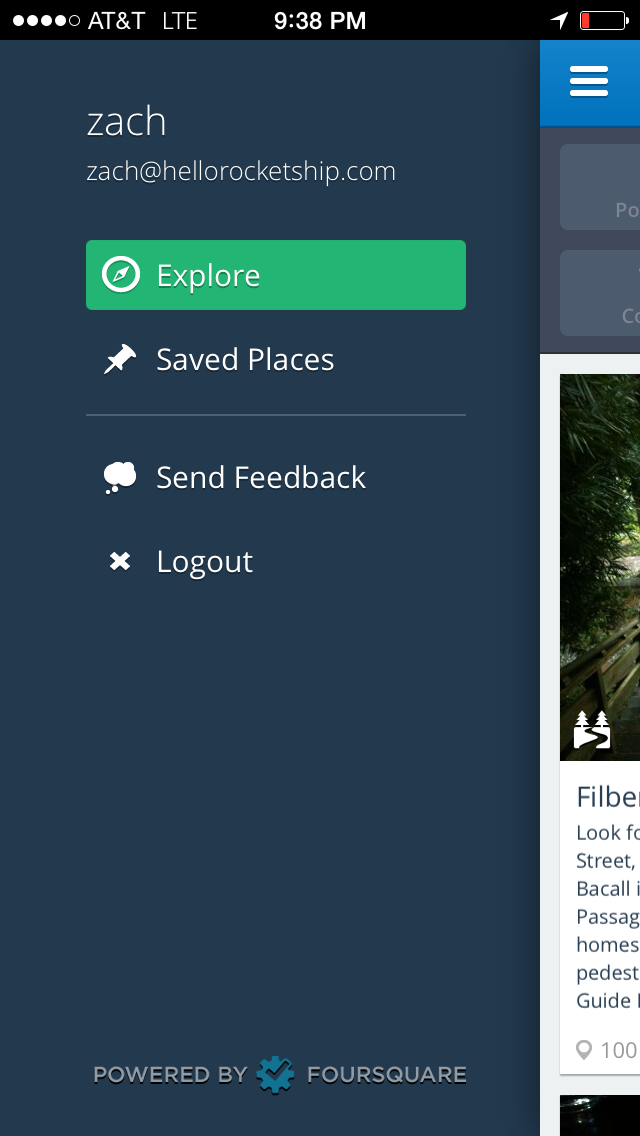 AT&T LTE 9:38 PM
zach
zach@hellorocketship.com
Explore
Saved Places
Send Feedback
Logout
POWERED BY FOURSQUARE
Po
Co
Filbe
Look fo
Street,
Bacall i
Passag
homes
pedest
Guide
100